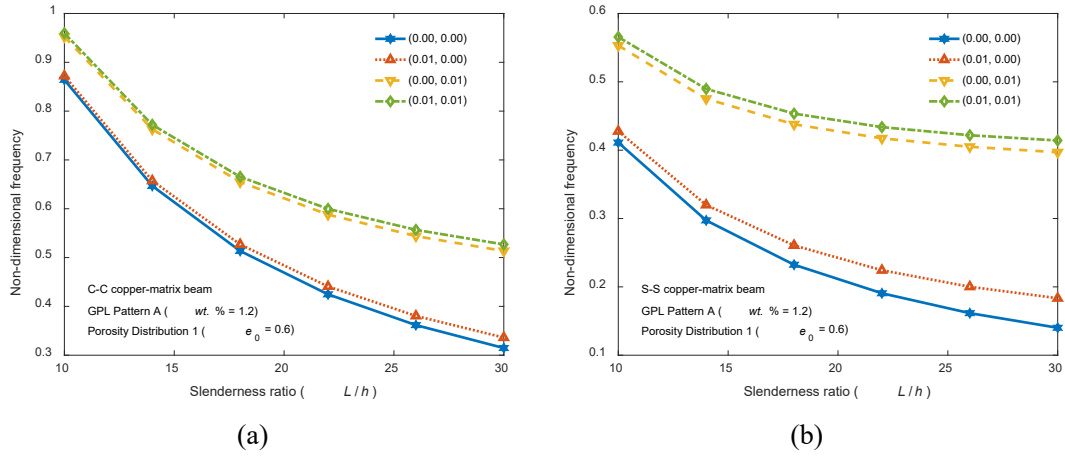 1
0.9
0.8
0.7
0.6
0.5
0.4
0.3
10 15 20 25 30
Non-dimensional frequency
Slenderness ratio ( L / h )
(0.00, 0.00)
(0.01, 0.00)
(0.00, 0.01)
(0.01, 0.01)
C-C copper-matrix beam
GPL Pattern A ( wt. % = 1.2)
Porosity Distribution 1 ( e0 = 0.6)
(a)
0.6
0.5
0.4
0.3
0.2
0.1
10 15 20 25 30
Non-dimensional frequency
Slenderness ratio ( L / h )
(0.00, 0.00)
(0.01, 0.00)
(0.00, 0.01)
(0.01, 0.01)
S-S copper-matrix beam
GPL Pattern A ( wt. % = 1.2)
Porosity Distribution 1 ( e0 = 0.6)
(b)